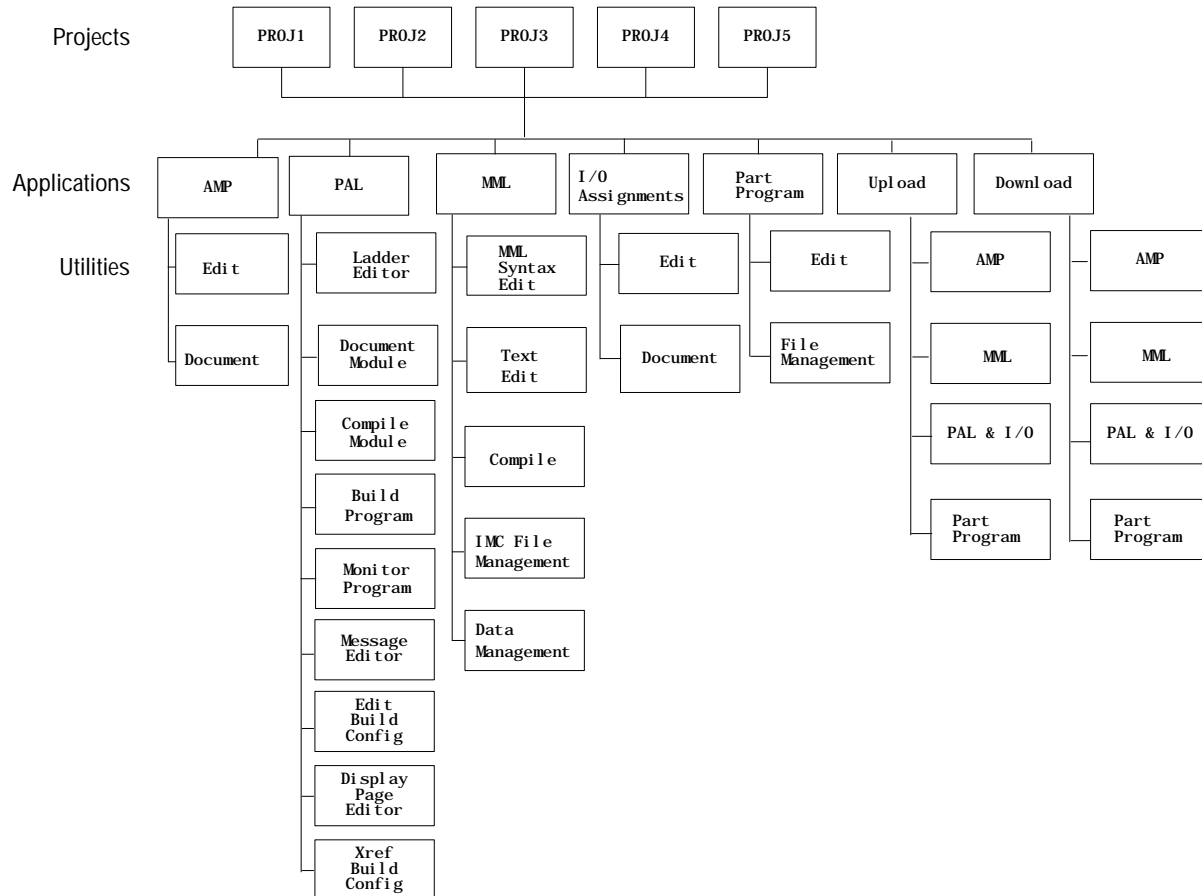 Projects
PROJ1
PROJ2
PROJ3
PROJ4
PROJ5
Applications
AMP
PAL
MML
I/O
Assignments
Part
Program
Upload
Download
Utilities
Edit
Document
Ladder
Editor
Document
Module
Compile
Module
Build
Program
Monitor
Program
Message
Editor
Edit
Build
Config
Display
Page
Editor
Xref
Build
Config
MML
Syntax
Edit
Text
Edit
Compile
IMC File
Management
Data
Management
Edit
Document
Edit
File
Management
AMP
MML
PAL & I/O
Part
Program
AMP
MML
PAL & I/O
Part
Program